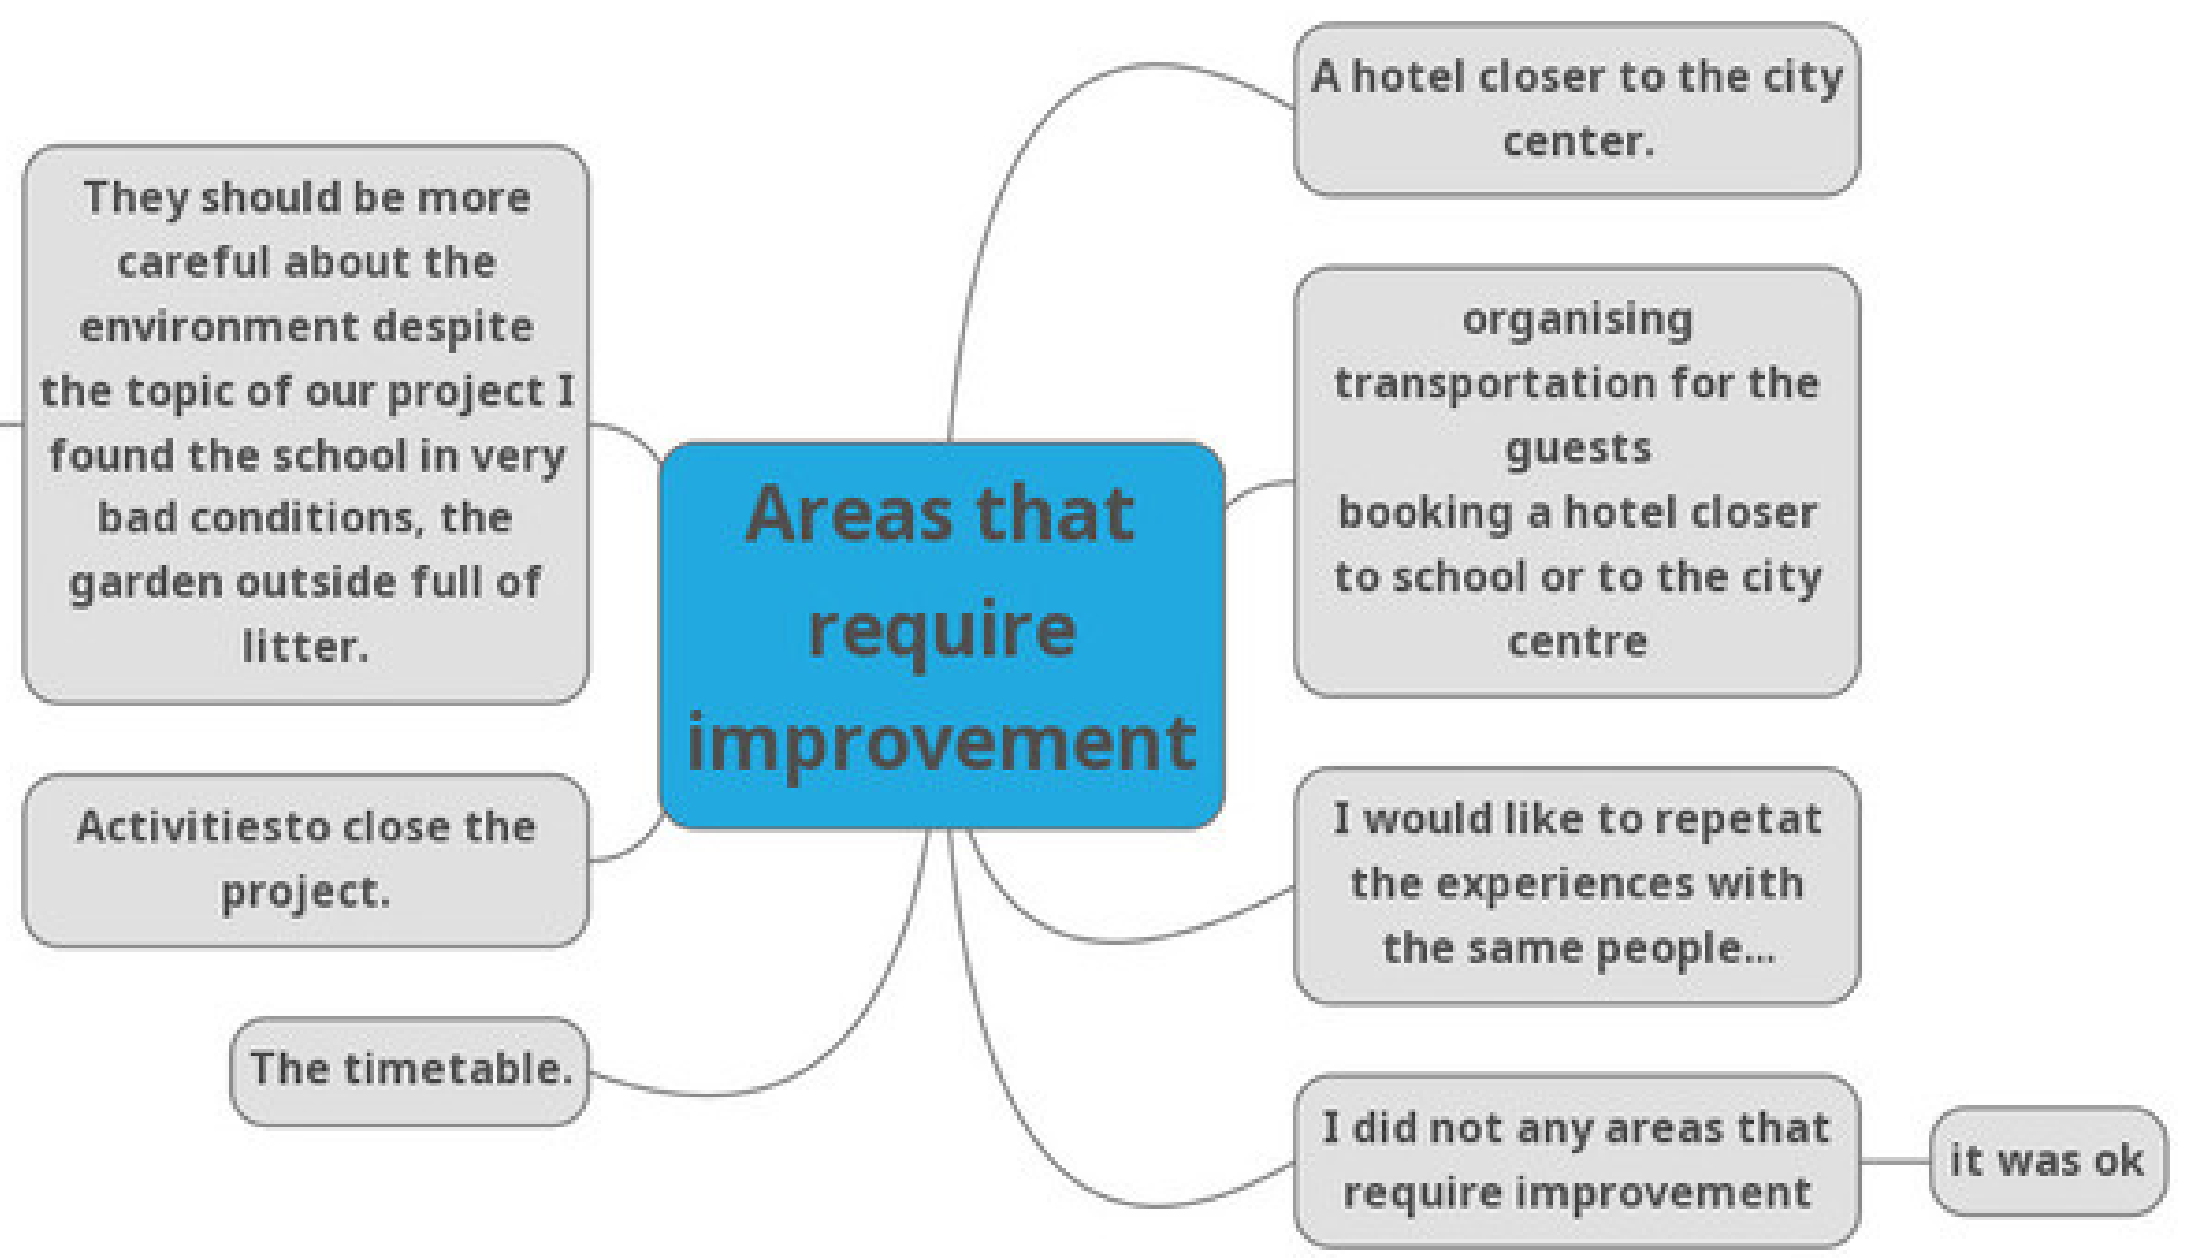 A hotel closer to the city
center.
They should be more
careful about the
environment despite
the topic of our project I
found the school in very
bad conditions, the
garden outside full of
litter.
organising
transportation for the
guests
booking a hotel closer
to school or to the city
centre
Areas that
require
improvement
Activitiesto close the
project.
I would like to repetat
the experiences with
the same people...
The timetable.
I did not any areas that
require improvement
it was ok